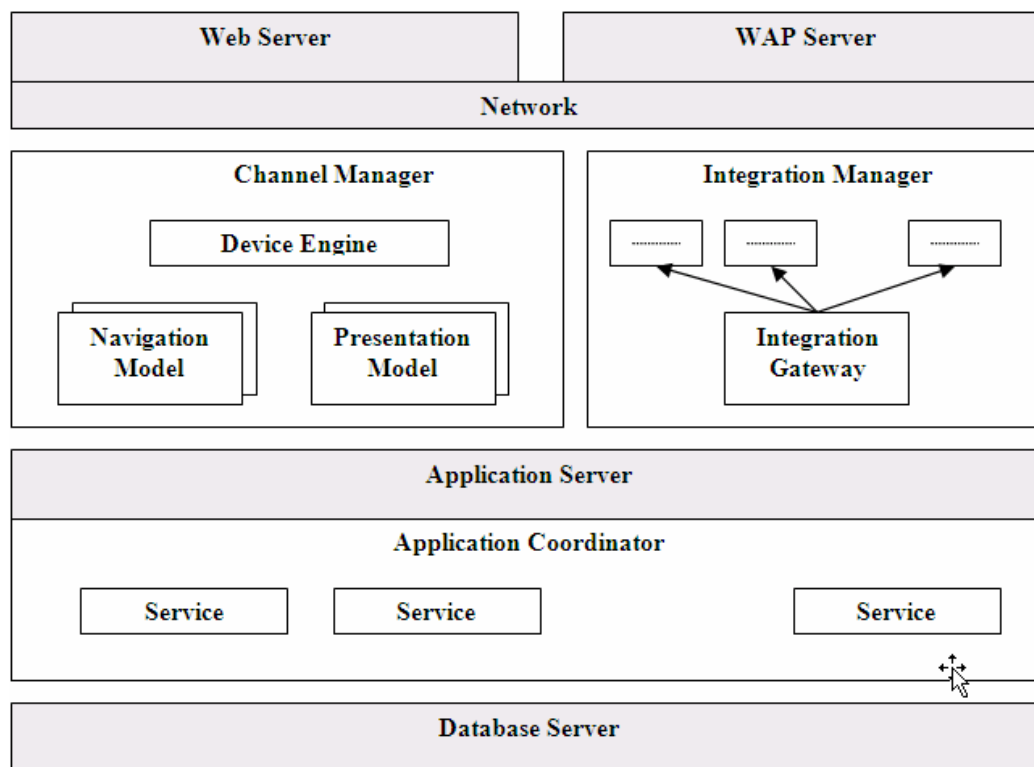 Web Server
WAP Server
Network
Channel Manager
Integration Manager
Device Engine
Navigation
Model
Presentation
Model
Integration
Gateway
Application Server
Application Coordinator
Service
Service
Service
Database Server